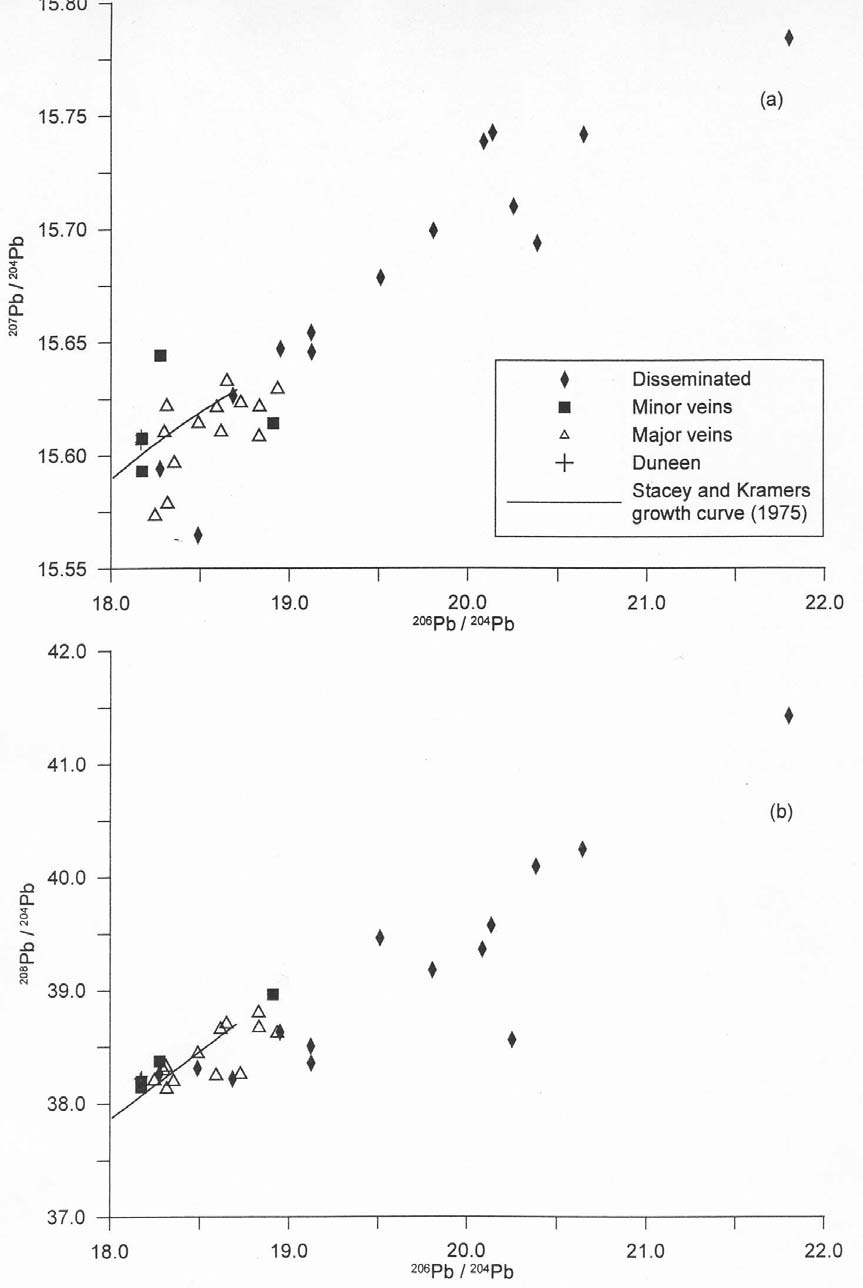 15.80
(a)
15.75
15.70
²⁰⁷Pb / ²⁰⁴Pb
15.65
Disseminated
Minor veins
Major veins
Duneen
Stacey and Kramers
growth curve (1975)
15.60
15.55
18.0 19.0 20.0 21.0 22.0
²⁰⁶Pb / ²⁰⁴Pb
42.0
41.0
(b)
40.0
²⁰⁸Pb / ²⁰⁴Pb
39.0
38.0
37.0
18.0 19.0 20.0 21.0 22.0
²⁰⁶Pb / ²⁰⁴Pb